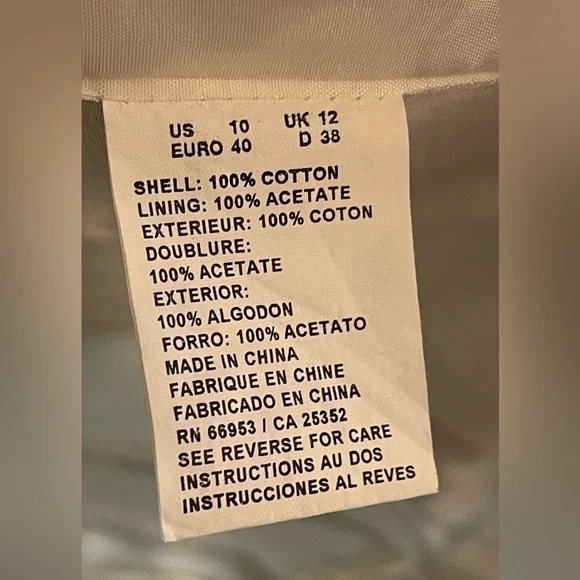 US 10 UK 12
EURO 40 D 38
SHELL: 100% COTTON
LINING: 100% ACETATE
EXTERIEUR: 100% COTON
DOUBLURE:
100% ACETATE
EXTERIOR:
100% ALGODON
FORRO: 100% ACETATO
MADE IN CHINA
FABRIQUE EN CHINE
FABRICADO EN CHINA
RN 66953 / CA 25352
SEE REVERSE FOR CARE
INSTRUCTIONS AU DOS
INSTRUCCIONES AL REVES